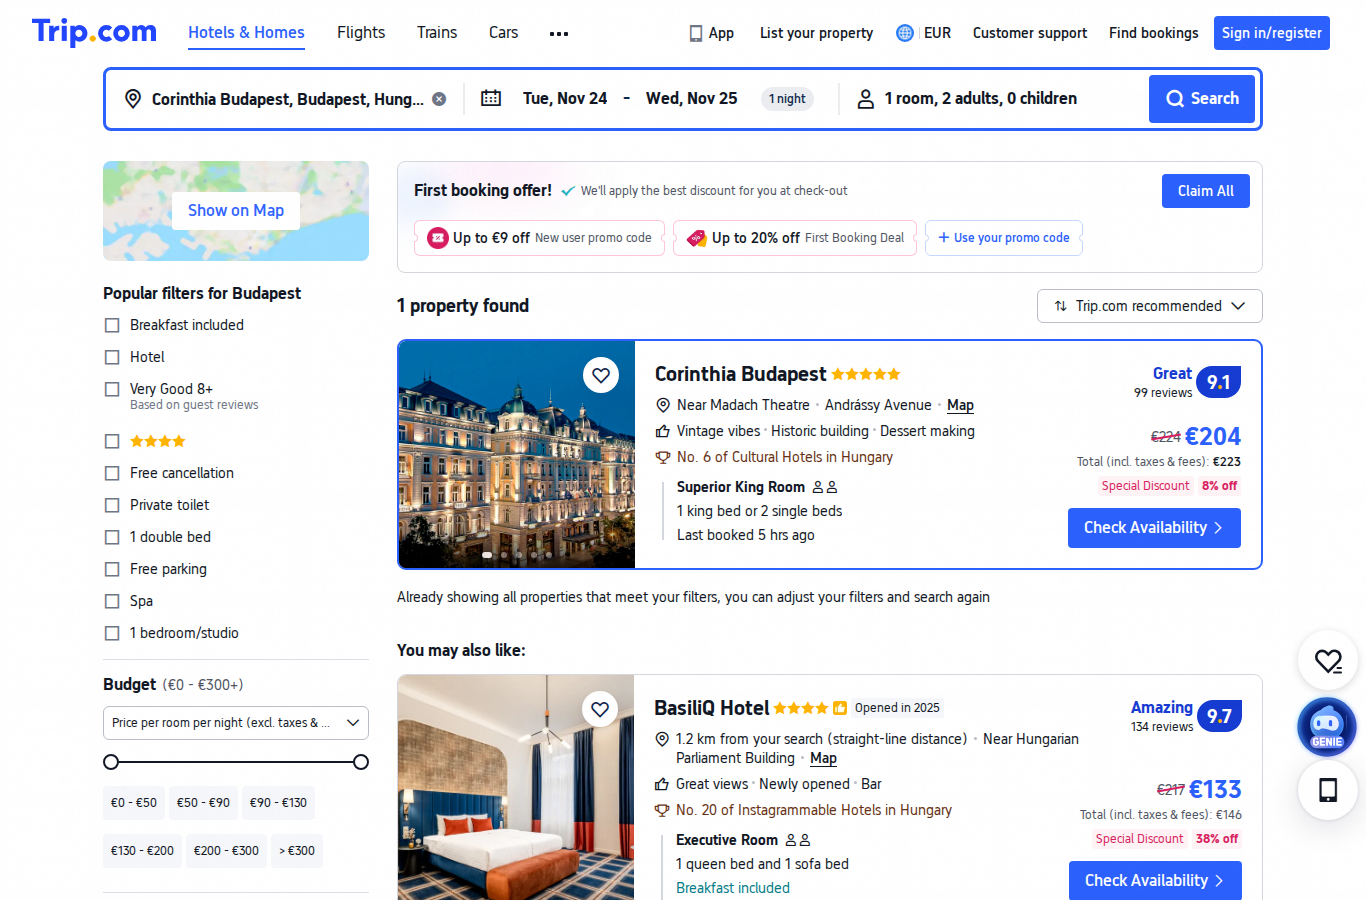 Trip.com
Hotels & Homes
Flights
Trains
Cars
App
List your property
EUR
Customer support
Find bookings
Sign in/register
Corinthia Budapest, Budapest, Hung...
Tue, Nov 24 - Wed, Nov 25
1 night
1 room, 2 adults, 0 children
Search
Show on Map
Popular filters for Budapest
Breakfast included
Hotel
Very Good 8+
Based on guest reviews
Free cancellation
Private toilet
1 double bed
Free parking
Spa
1 bedroom/studio
Budget (€0 - €300+)
Price per room per night (excl. taxes & ...
€0 - €50
€50 - €90
€90 - €130
€130 - €200
€200 - €300
> €300
First booking offer!
We'll apply the best discount for you at check-out
Claim All
Up to €9 off New user promo code
Up to 20% off First Booking Deal
+ Use your promo code
1 property found
Trip.com recommended
Corinthia Budapest
Near Madach Theatre · Andrássy Avenue · Map
Vintage vibes · Historic building · Dessert making
No. 6 of Cultural Hotels in Hungary
Superior King Room
1 king bed or 2 single beds
Last booked 5 hrs ago
Great
99 reviews
9.1
€224 €204
Total (incl. taxes & fees): €223
Special Discount 8% off
Check Availability
Already showing all properties that meet your filters, you can adjust your filters and search again
You may also like:
BasiliQ Hotel
Opened in 2025
1.2 km from your search (straight-line distance) · Near Hungarian
Parliament Building · Map
Great views · Newly opened · Bar
No. 20 of Instagrammable Hotels in Hungary
Executive Room
1 queen bed and 1 sofa bed
Breakfast included
Amazing
134 reviews
9.7
€217 €133
Total (incl. taxes & fees): €146
Special Discount 38% off
Check Availability
GENIE